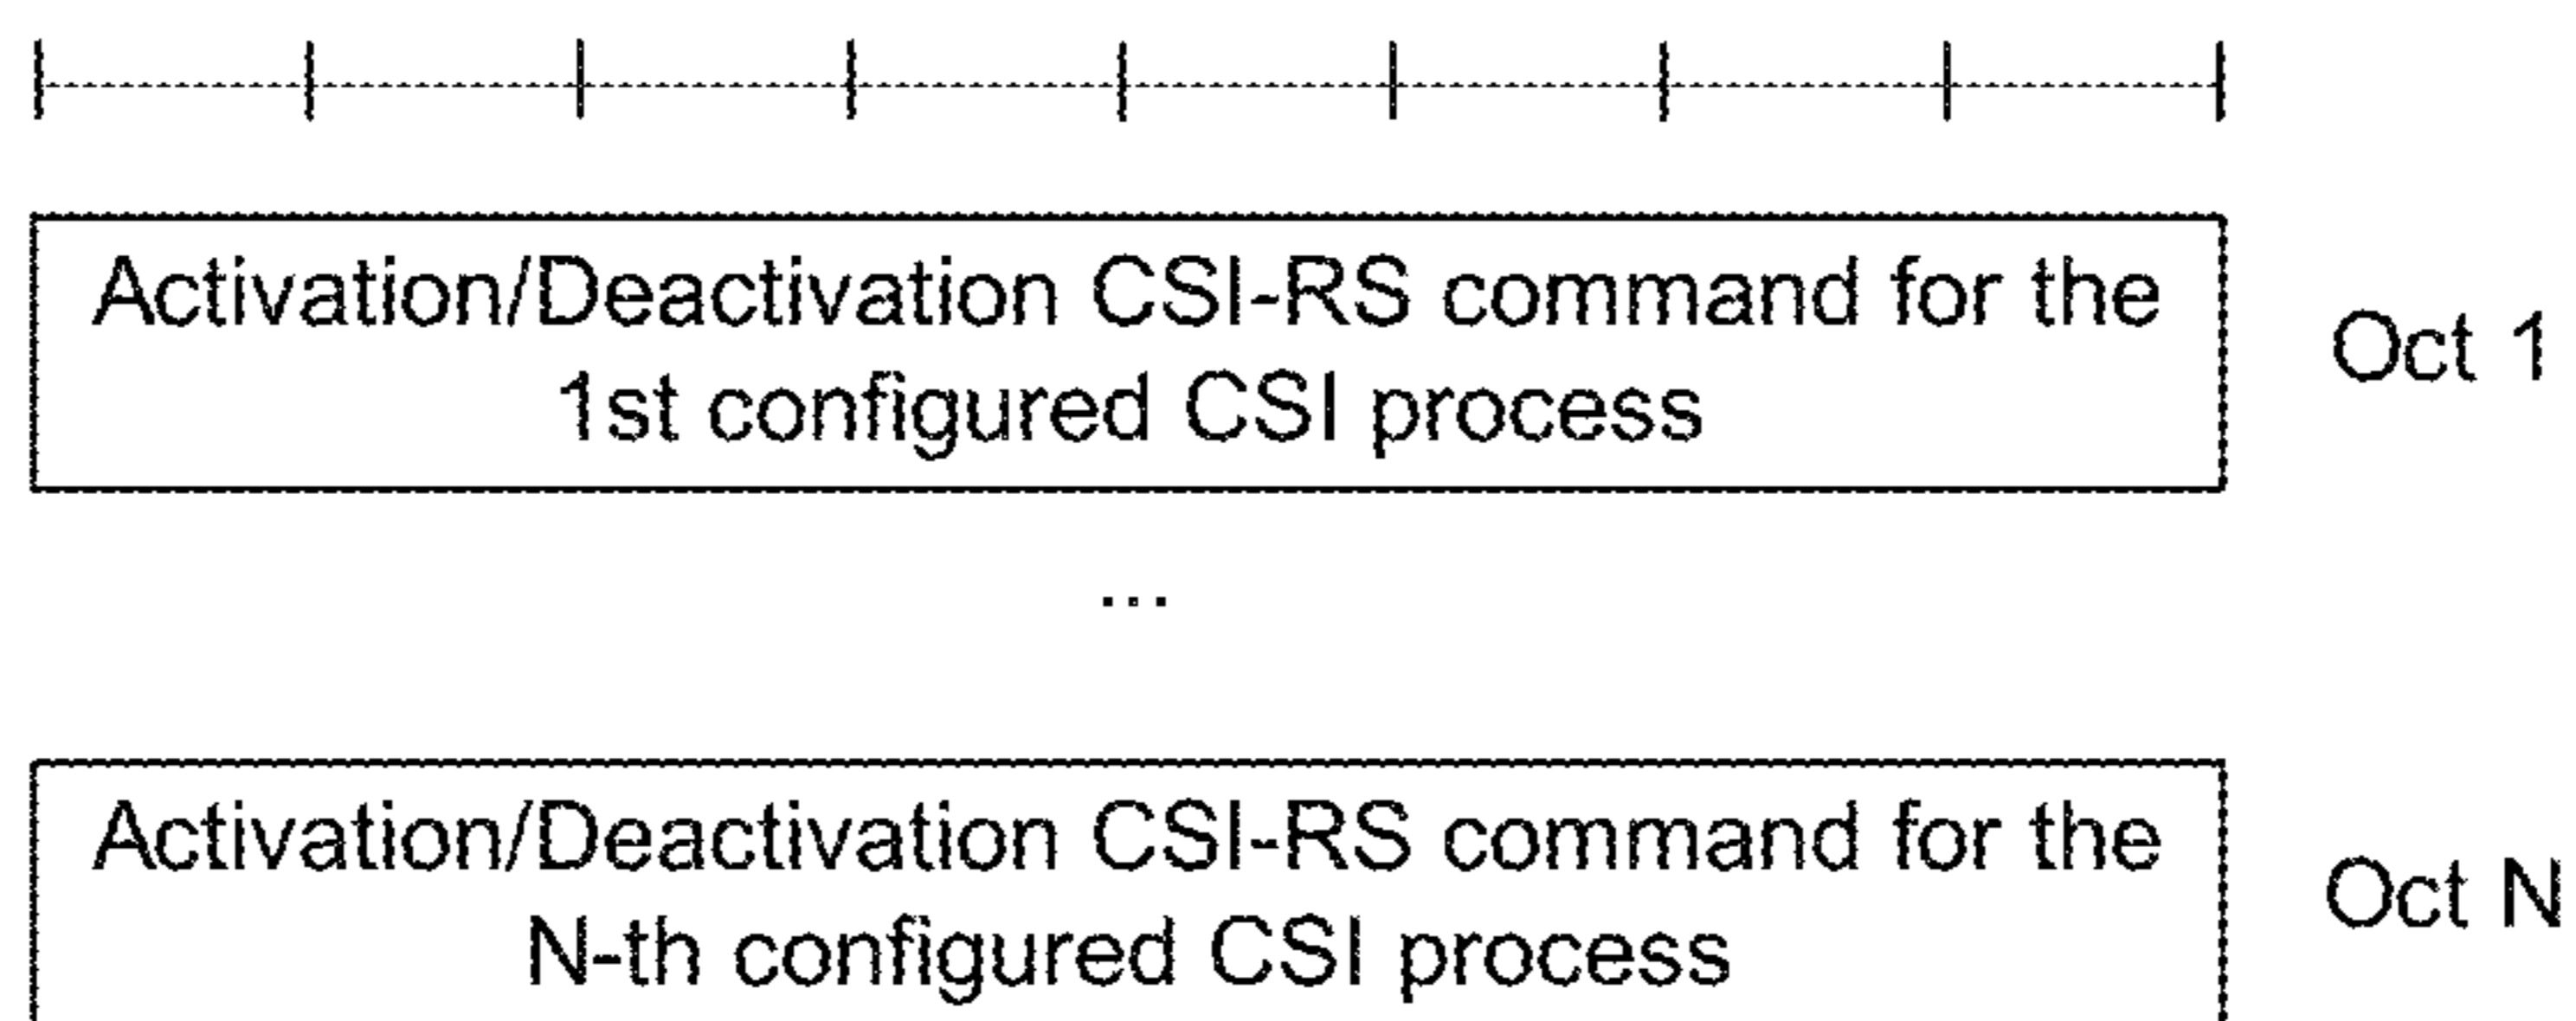 Activation/Deactivation CSI-RS command for the
1st configured CSI process
Oct 1
...
Activation/Deactivation CSI-RS command for the
N-th configured CSI process
Oct N